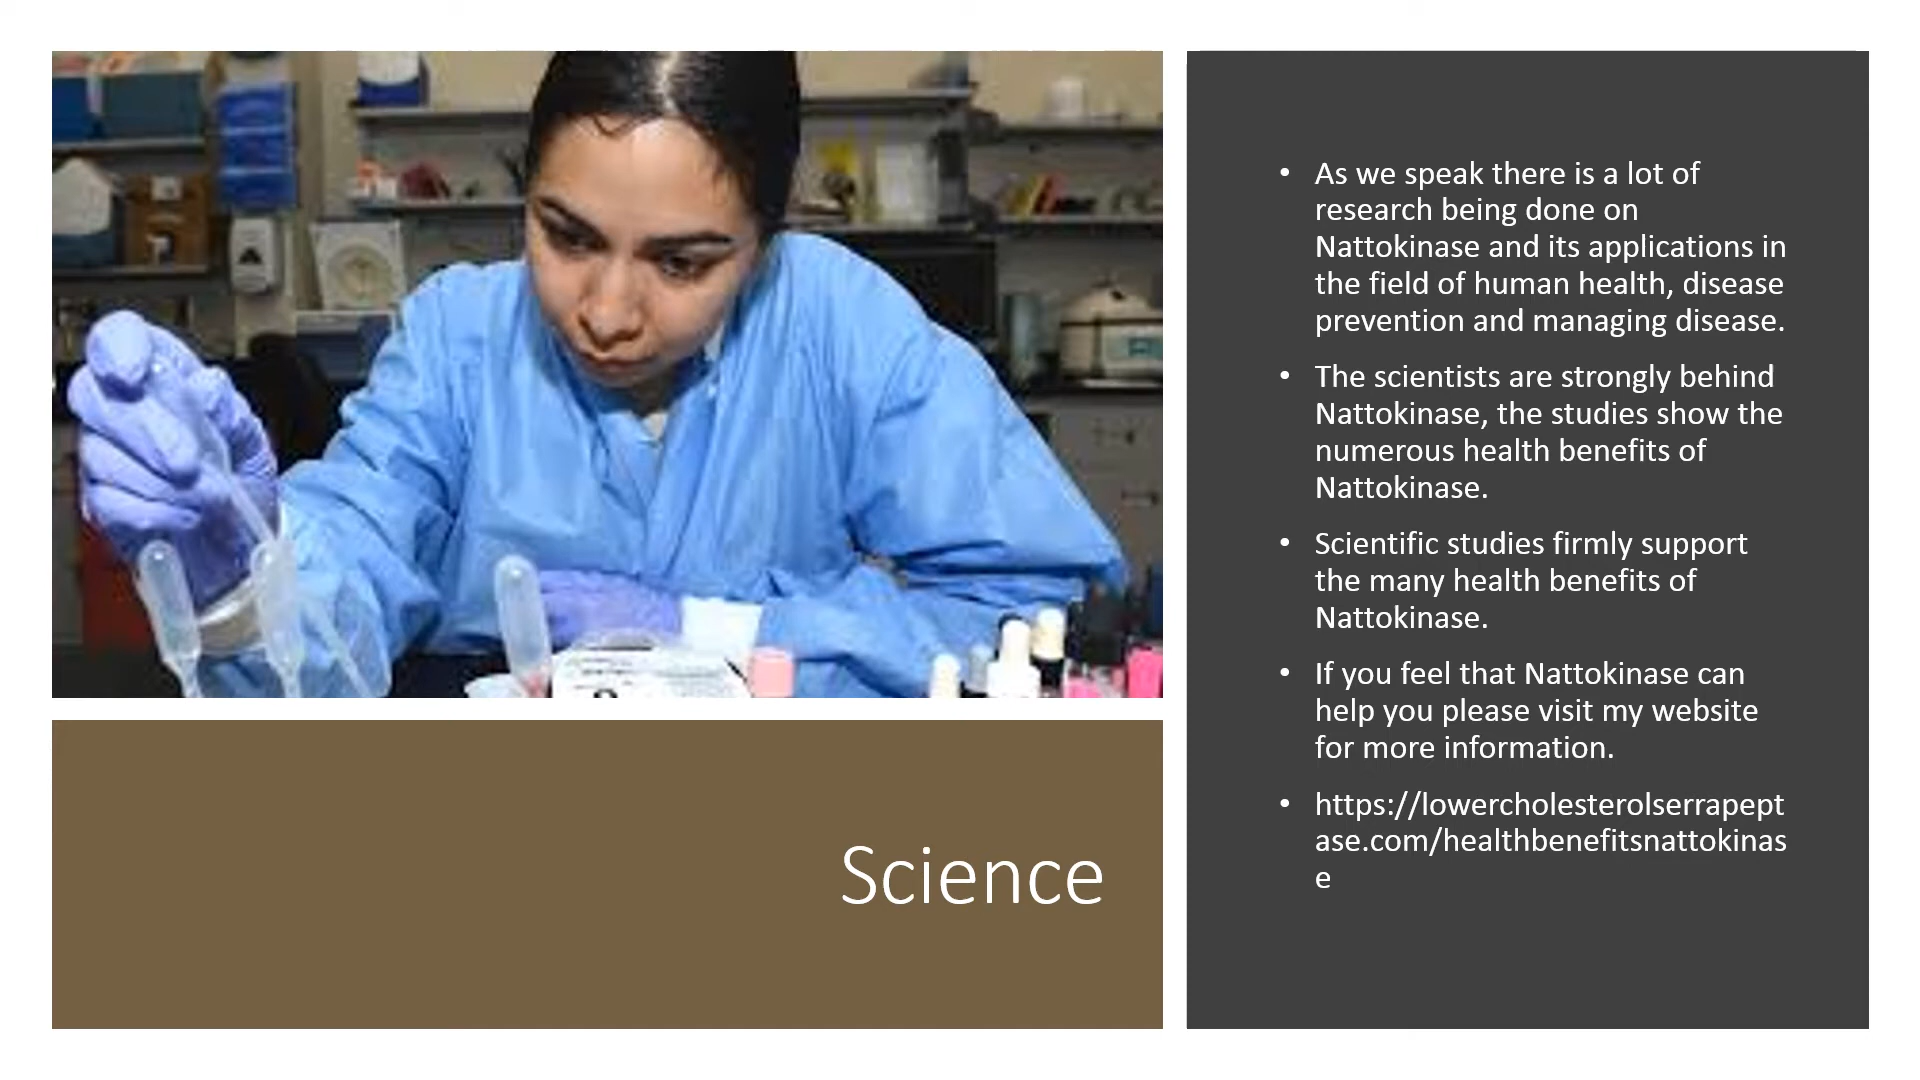 Science
• As we speak there is a lot of
research being done on
Nattokinase and its applications in
the field of human health, disease
prevention and managing disease.
• The scientists are strongly behind
Nattokinase, the studies show the
numerous health benefits of
Nattokinase.
• Scientific studies firmly support
the many health benefits of
Nattokinase.
• If you feel that Nattokinase can
help you please visit my website
for more information.
• https://lowercholesterolserrapept
ase.com/healthbenefitsnattokinas
e